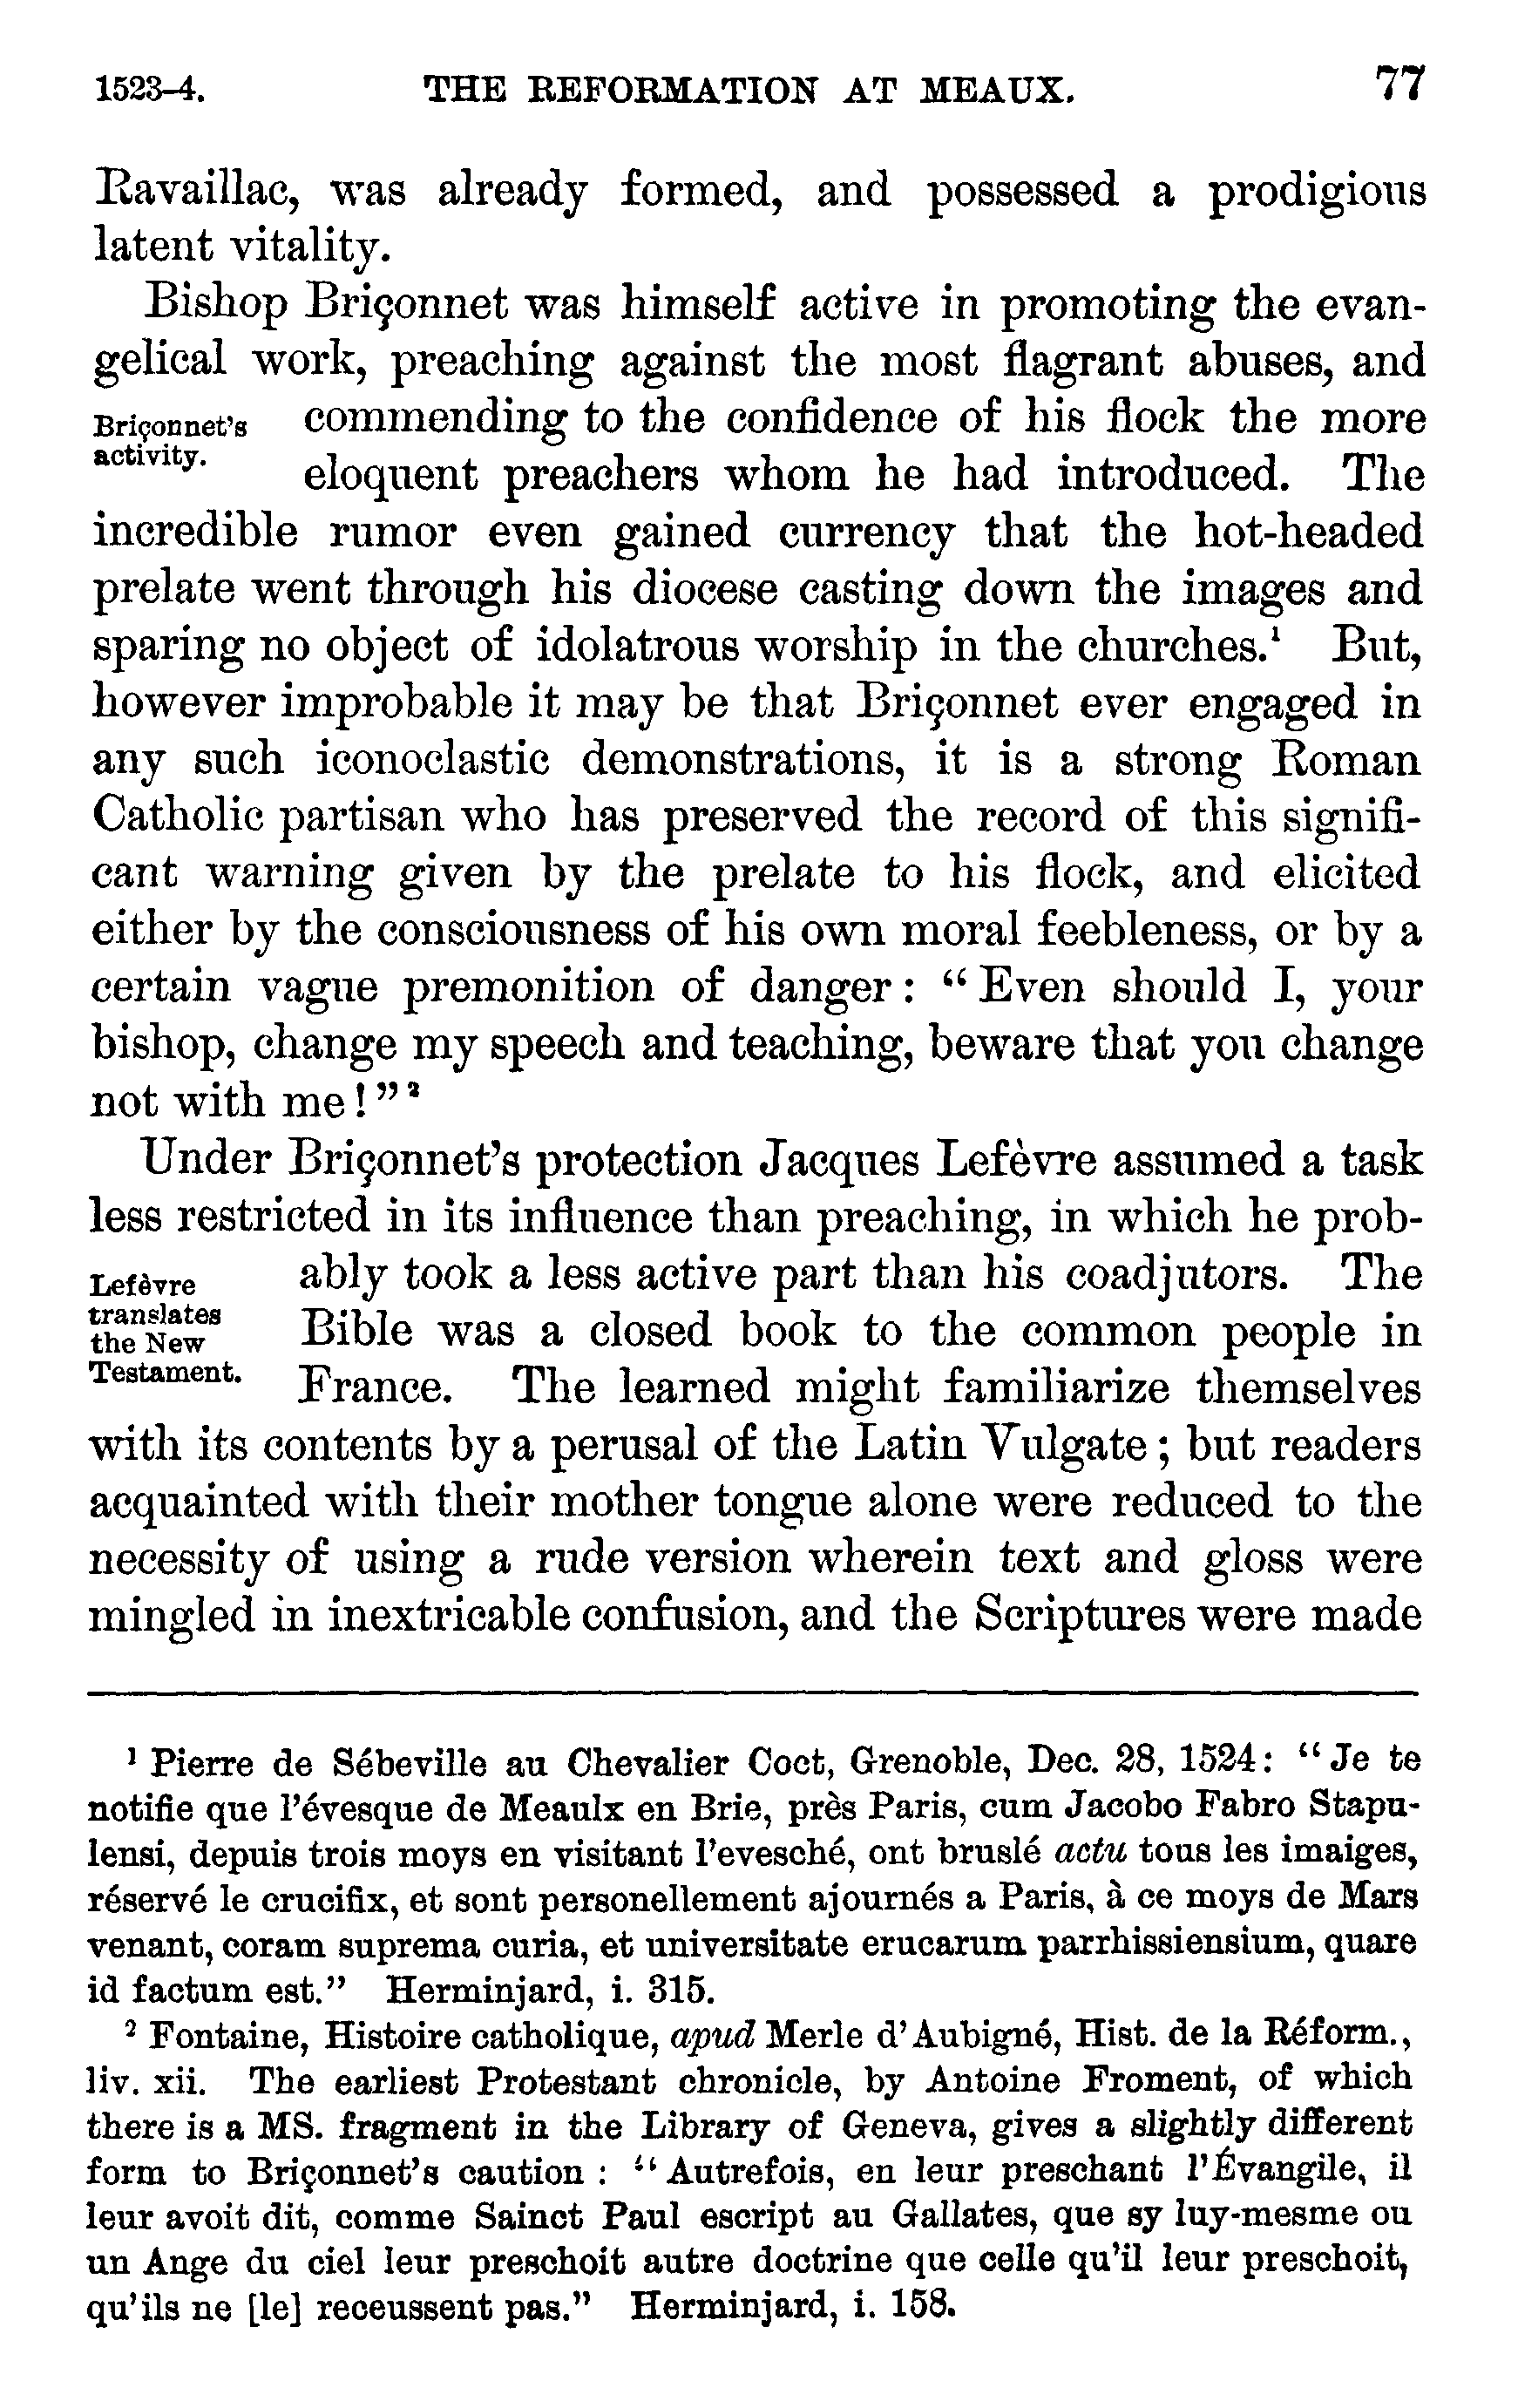 1523-4. THE REFORMATION AT MEAUX. 77
Ravaillac, was already formed, and possessed a prodigious
latent vitality.
Bishop Briçonnet was himself active in promoting the evan-
gelical work, preaching against the most flagrant abuses, and
Briçonnet's
activity.
commending to the confidence of his flock the more
eloquent preachers whom he had introduced. The
incredible rumor even gained currency that the hot-headed
prelate went through his diocese casting down the images and
sparing no object of idolatrous worship in the churches.¹ But,
however improbable it may be that Briçonnet ever engaged in
any such iconoclastic demonstrations, it is a strong Roman
Catholic partisan who has preserved the record of this signifi-
cant warning given by the prelate to his flock, and elicited
either by the consciousness of his own moral feebleness, or by a
certain vague premonition of danger: "Even should I, your
bishop, change my speech and teaching, beware that you change
not with me!"²
Under Briçonnet's protection Jacques Lefèvre assumed a task
less restricted in its influence than preaching, in which he prob-
Lefèvre
translates
the New
Testament.
ably took a less active part than his coadjutors. The
Bible was a closed book to the common people in
France. The learned might familiarize themselves
with its contents by a perusal of the Latin Vulgate; but readers
acquainted with their mother tongue alone were reduced to the
necessity of using a rude version wherein text and gloss were
mingled in inextricable confusion, and the Scriptures were made
¹ Pierre de Sébeville au Chevalier Coct, Grenoble, Dec. 28, 1524: "Je te
notifie que l'évesque de Meaulx en Brie, près Paris, cum Jacobo Fabro Stapu-
lensi, depuis trois moys en visitant l'evesché, ont bruslé actu tous les imaiges,
réservé le crucifix, et sont personellement ajournés a Paris, à ce moys de Mars
venant, coram suprema curia, et universitate erucarum parrhissiensium, quare
id factum est." Herminjard, i. 315.
² Fontaine, Histoire catholique, apud Merle d'Aubigné, Hist. de la Réform.,
liv. xii. The earliest Protestant chronicle, by Antoine Froment, of which
there is a MS. fragment in the Library of Geneva, gives a slightly different
form to Briçonnet's caution: "Autrefois, en leur preschant l'Évangile, il
leur avoit dit, comme Sainct Paul escript au Gallates, que sy luy-mesme ou
un Ange du ciel leur preschoit autre doctrine que celle qu'il leur preschoit,
qu'ils ne [le] receussent pas." Herminjard, i. 158.